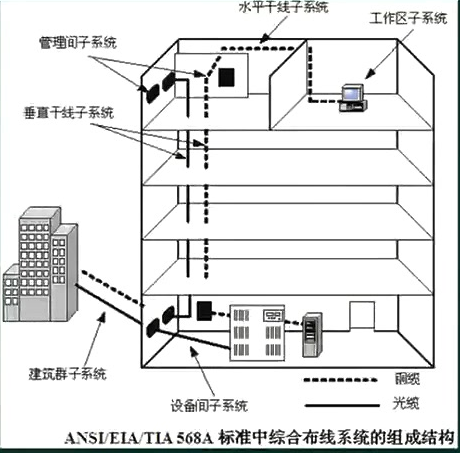 水平干线子系统
工作区子系统
管理间子系统
垂直干线子系统
建筑群子系统
设备间子系统
铜缆
光缆
ANSI/EIA/TIA 568A 标准中综合布线系统的组成结构